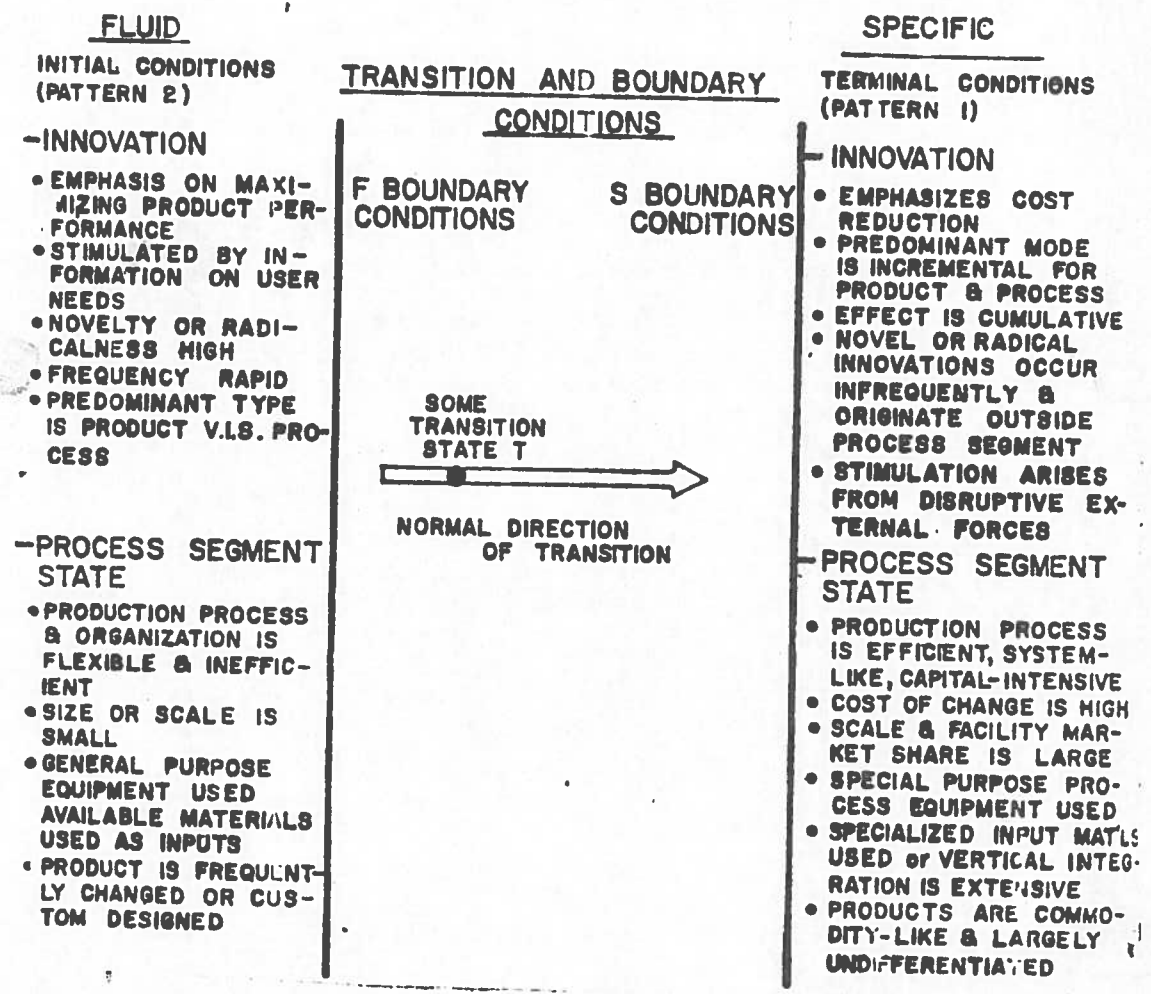 FLUID
INITIAL CONDITIONS
(PATTERN 2)
-INNOVATION
• EMPHASIS ON MAXI-
MIZING PRODUCT PER-
FORMANCE
• STIMULATED BY IN-
FORMATION ON USER
NEEDS
• NOVELTY OR RADI-
CALNESS HIGH
• FREQUENCY RAPID
• PREDOMINANT TYPE
IS PRODUCT V.I.S. PRO-
CESS
-PROCESS SEGMENT
STATE
• PRODUCTION PROCESS
& ORGANIZATION IS
FLEXIBLE & INEFFIC-
IENT
• SIZE OR SCALE IS
SMALL
• GENERAL PURPOSE
EQUIPMENT USED
AVAILABLE MATERIALS
USED AS INPUTS
• PRODUCT IS FREQUENT-
LY CHANGED OR CUS-
TOM DESIGNED
TRANSITION AND BOUNDARY
CONDITIONS
F BOUNDARY
CONDITIONS
S BOUNDARY
CONDITIONS
SOME
TRANSITION
STATE T
NORMAL DIRECTION
OF TRANSITION
SPECIFIC
TERMINAL CONDITIONS
(PATTERN 1)
- INNOVATION
• EMPHASIZES COST
REDUCTION
• PREDOMINANT MODE
IS INCREMENTAL FOR
PRODUCT & PROCESS
• EFFECT IS CUMULATIVE
• NOVEL OR RADICAL
INNOVATIONS OCCUR
INFREQUENTLY &
ORIGINATE OUTSIDE
PROCESS SEGMENT
• STIMULATION ARISES
FROM DISRUPTIVE EX-
TERNAL FORCES
-PROCESS SEGMENT
STATE
• PRODUCTION PROCESS
IS EFFICIENT, SYSTEM-
LIKE, CAPITAL-INTENSIVE
• COST OF CHANGE IS HIGH
• SCALE & FACILITY MAR-
KET SHARE IS LARGE
• SPECIAL PURPOSE PRO-
CESS EQUIPMENT USED
• SPECIALIZED INPUT MAT'LS
USED or VERTICAL INTEG-
RATION IS EXTENSIVE
• PRODUCTS ARE COMMO-
DITY-LIKE & LARGELY
UNDIFFERENTIATED